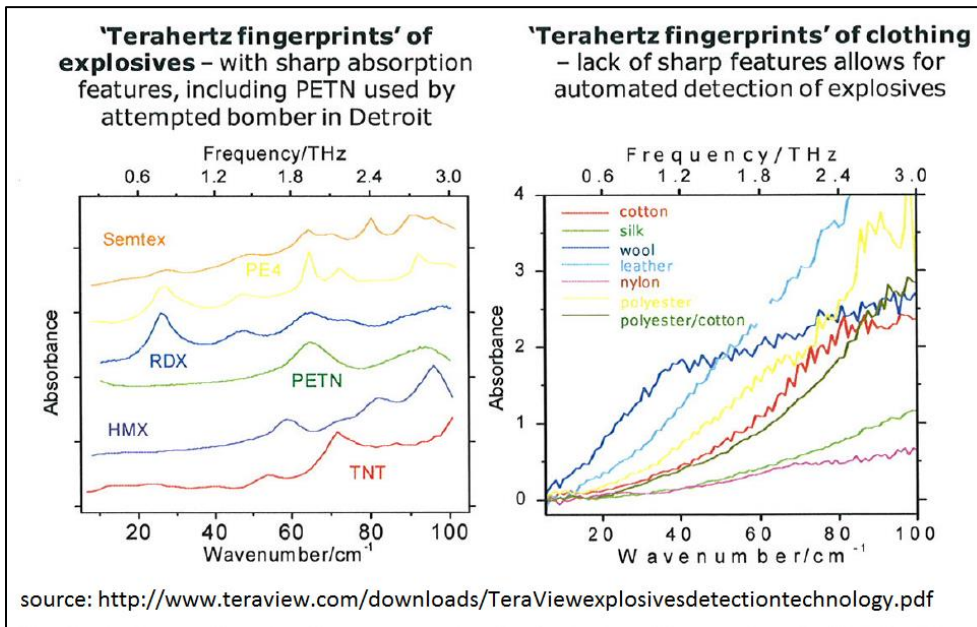 'Terahertz fingerprints' of
explosives – with sharp absorption
features, including PETN used by
attempted bomber in Detroit
Frequency/THz
0.6 1.2 1.8 2.4 3.0
Semtex
PE4
RDX
PETN
HMX
TNT
Absorbance
20 40 60 80 100
Wavenumber/cm⁻¹
'Terahertz fingerprints' of clothing
– lack of sharp features allows for
automated detection of explosives
Frequency/THz
0.6 1.2 1.8 2.4 3.0
4
3
2
1
0
cotton
silk
wool
leather
nylon
polyester
polyester/cotton
Absorbance
20 40 60 80 100
Wavenumber/cm⁻¹
source: http://www.teraview.com/downloads/TeraViewexplosivesdetectiontechnology.pdf